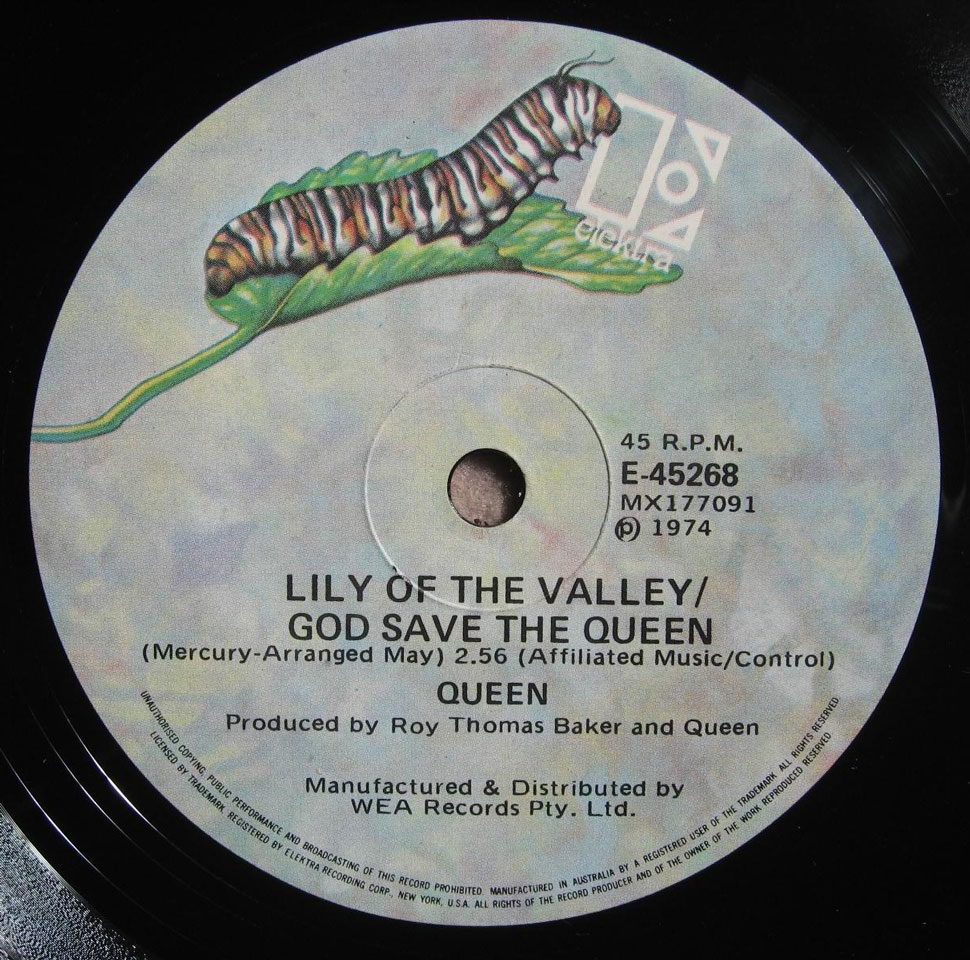 elektra
45 R.P.M.
E-45268
MX177091
℗ 1974
LILY OF THE VALLEY/
GOD SAVE THE QUEEN
(Mercury-Arranged May) 2.56 (Affiliated Music/Control)
QUEEN
Produced by Roy Thomas Baker and Queen
Manufactured & Distributed by
WEA Records Pty. Ltd.
UNAUTHORISED COPYING, PUBLIC PERFORMANCE AND BROADCASTING OF THIS RECORD PROHIBITED. MANUFACTURED IN AUSTRALIA BY A REGISTERED USER OF THE TRADEMARK ALL RIGHTS RESERVED
LICENSED BY TRADEMARK, REGISTERED BY ELEKTRA RECORDING CORP., NEW YORK, U.S.A. ALL RIGHTS OF THE RECORD PRODUCER AND OF THE OWNER OF THE WORK REPRODUCED RESERVED